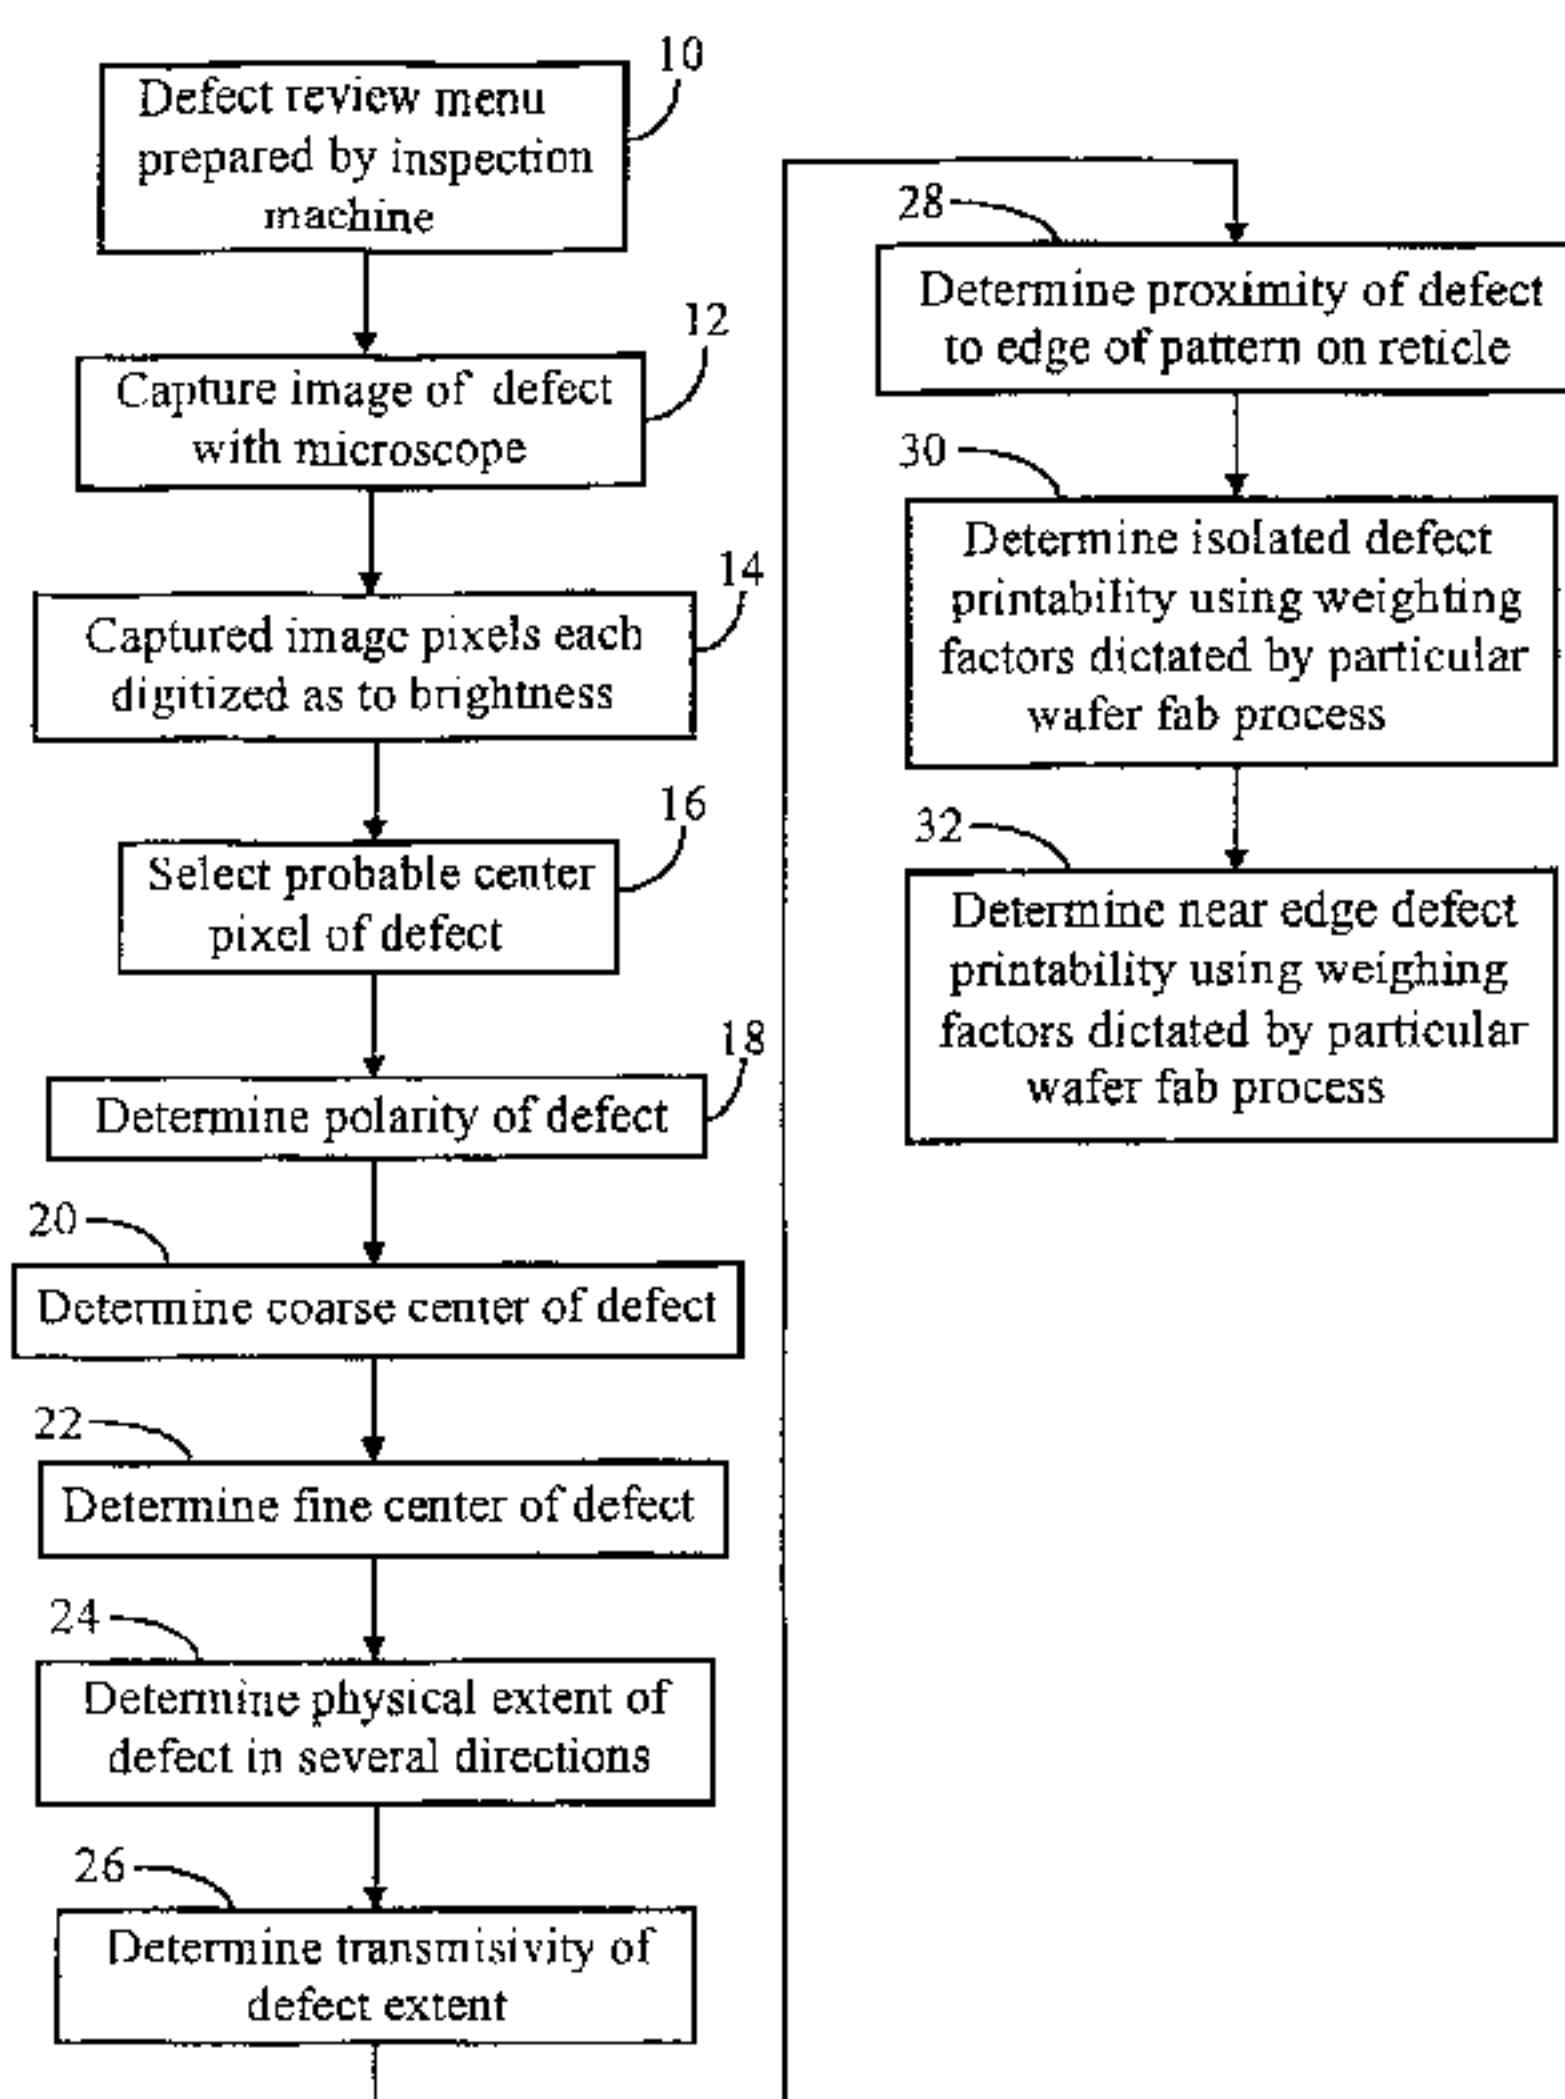 10
Defect review menu
prepared by inspection
machine
12
Capture image of defect
with microscope
14
Captured image pixels each
digitized as to brightness
16
Select probable center
pixel of defect
18
Determine polarity of defect
20
Determine coarse center of defect
22
Determine fine center of defect
24
Determine physical extent of
defect in several directions
26
Determine transmisivity of
defect extent
28
Determine proximity of defect
to edge of pattern on reticle
30
Determine isolated defect
printability using weighting
factors dictated by particular
wafer fab process
32
Determine near edge defect
printability using weighing
factors dictated by particular
wafer fab process